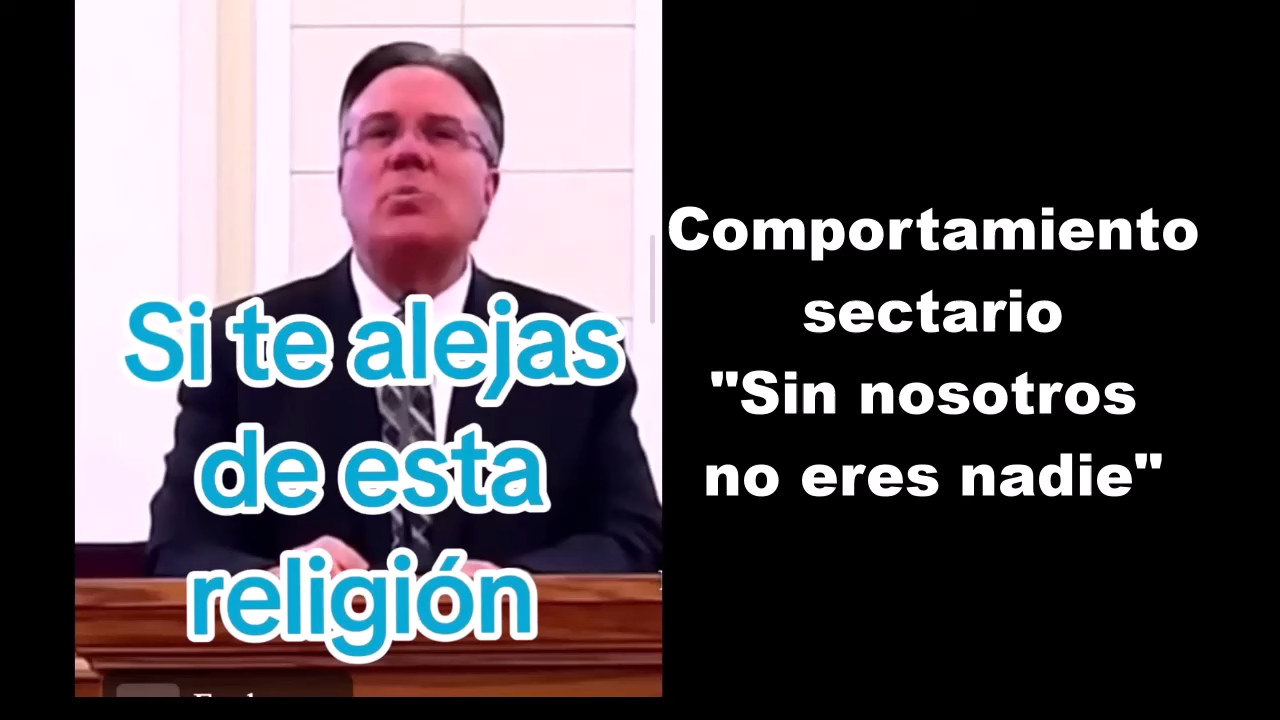 Si te alejas
de esta
religión
Comportamiento
sectario
"Sin nosotros
no eres nadie"